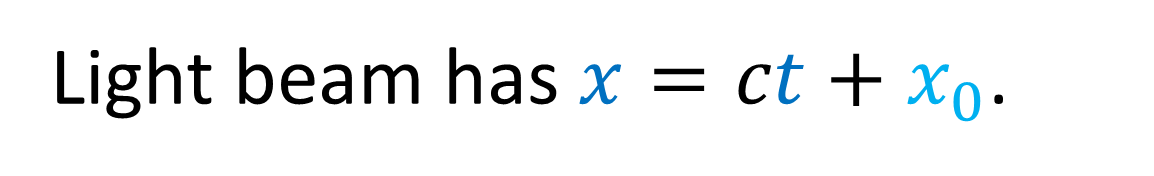 Light beam has x = ct + x₀.